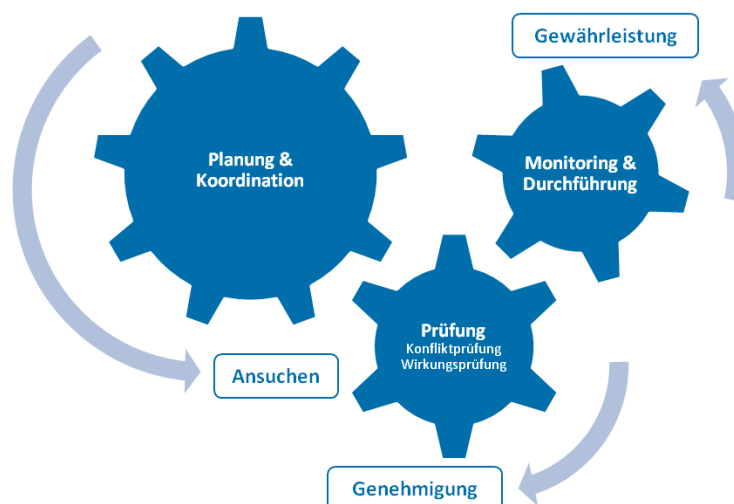 Gewährleistung
Planung &
Koordination
Monitoring &
Durchführung
Prüfung
Konfliktprüfung
Wirkungsprüfung
Ansuchen
Genehmigung